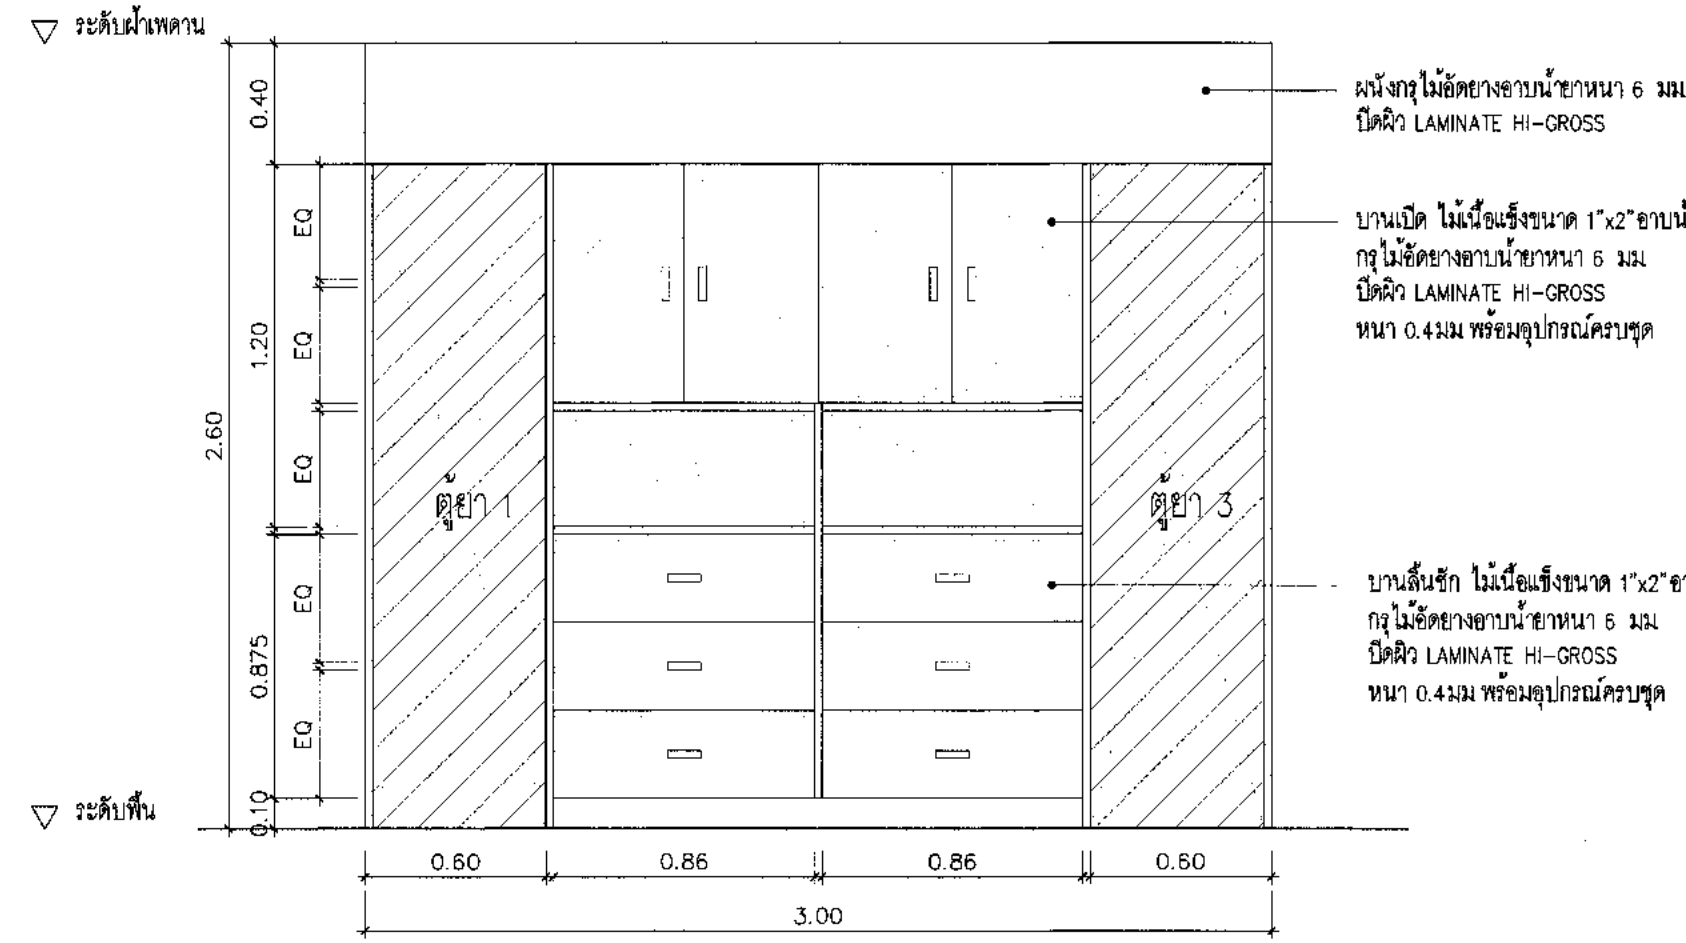 ระดับฝ้าเพดาน
0.40
ผนังกรุไม้อัดยางอาบน้ำยาหนา 6 มม
ปิดผิว LAMINATE HI-GROSS
EQ
บานเปิด ไม้เนื้อแข็งขนาด 1"x2"อาบน้
กรุไม้อัดยางอาบน้ำยาหนา 6 มม
ปิดผิว LAMINATE HI-GROSS
หนา 0.4มม พร้อมอุปกรณ์ครบชุด
1.20
EQ
2.60
EQ
ตู้ยา 1
ตู้ยา 3
EQ
บานลิ้นชัก ไม้เนื้อแข็งขนาด 1"x2"อา
กรุไม้อัดยางอาบน้ำยาหนา 6 มม
ปิดผิว LAMINATE HI-GROSS
หนา 0.4มม พร้อมอุปกรณ์ครบชุด
0.875
EQ
ระดับพื้น
0.10
0.60 0.86 0.86 0.60
3.00